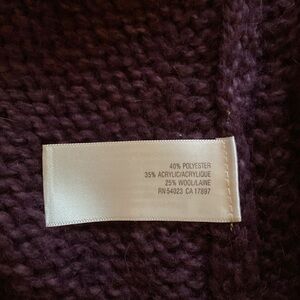 40% POLYESTER
35% ACRYLIC/ACRYLIQUE
25% WOOL/LAINE
RN 54023 CA 17897